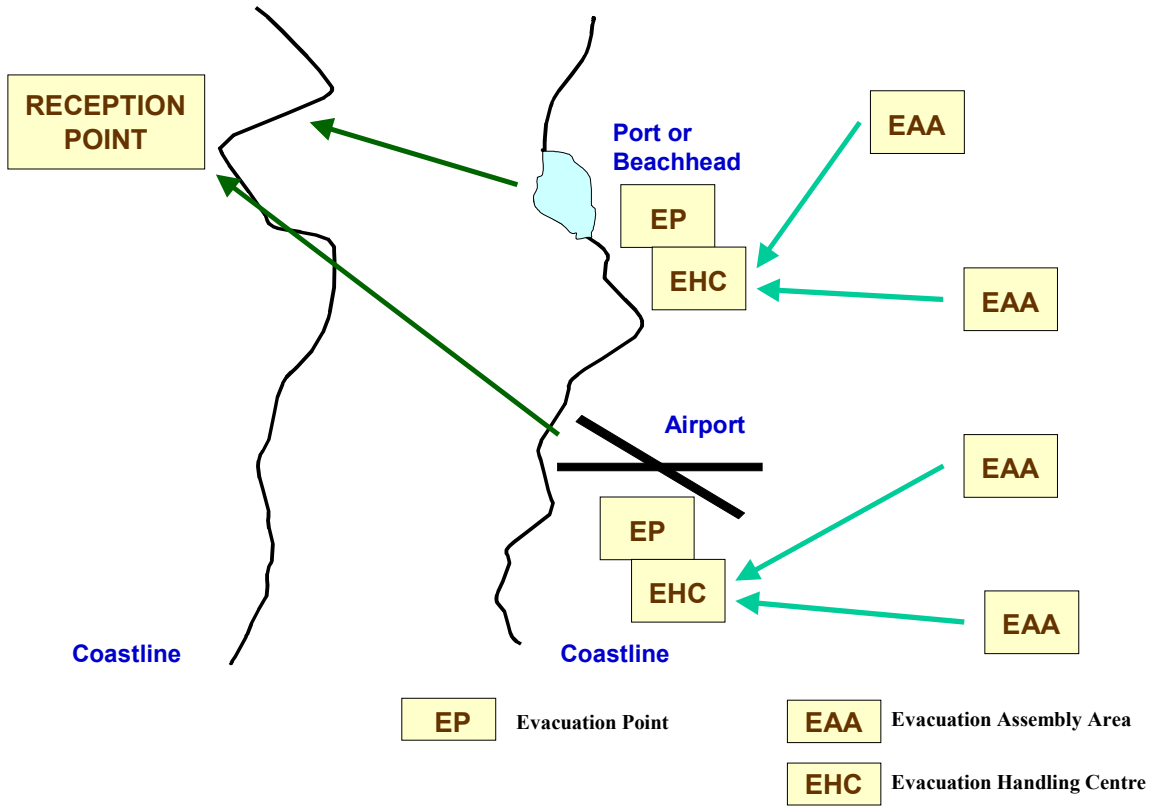 RECEPTION
POINT
Port or
Beachhead
EAA
EP
EHC
EAA
Airport
EAA
EP
EHC
EAA
Coastline
Coastline
EP Evacuation Point
EAA Evacuation Assembly Area
EHC Evacuation Handling Centre